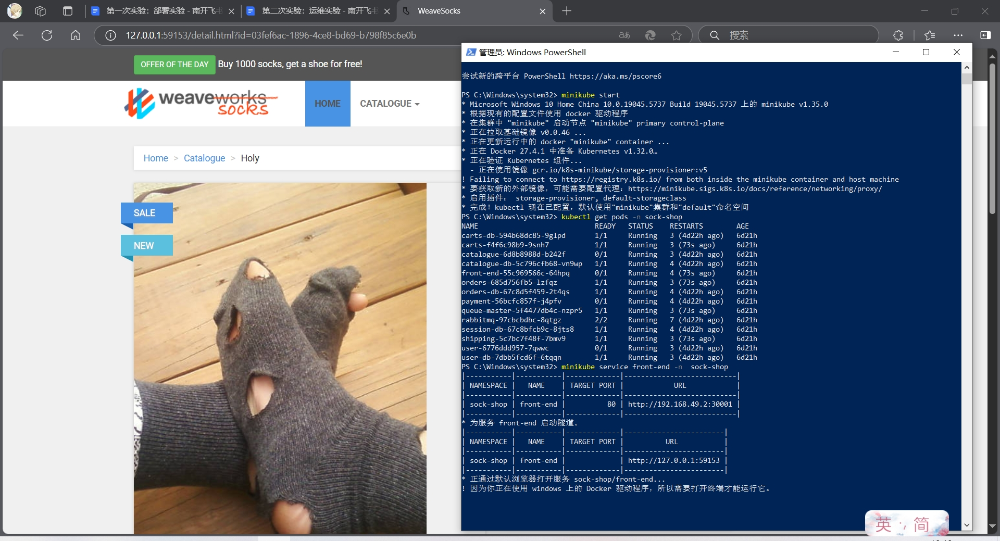 第一次实验：部署实验 - 南开飞书
第二次实验：运维实验 - 南开飞书
WeaveSocks
127.0.0.1:59153/detail.html?id=03fef6ac-1896-4ce8-bd69-b798f85c6e0b
aあ
搜索
OFFER OF THE DAY Buy 1000 socks, get a shoe for free!
weaveworks
socks
HOME
CATALOGUE
Home > Catalogue > Holy
SALE
NEW
管理员: Windows PowerShell
尝试新的跨平台 PowerShell https://aka.ms/pscore6
PS C:\Windows\system32> minikube start
* Microsoft Windows 10 Home China 10.0.19045.5737 Build 19045.5737 上的 minikube v1.35.0
* 根据现有的配置文件使用 docker 驱动程序
* 在集群中 "minikube" 启动节点 "minikube" primary control-plane
* 正在拉取基础镜像 v0.0.46 ...
* 正在更新运行中的 docker "minikube" container ...
* 正在 Docker 27.4.1 中准备 Kubernetes v1.32.0…
* 正在验证 Kubernetes 组件...
- 正在使用镜像 gcr.io/k8s-minikube/storage-provisioner:v5
! Failing to connect to https://registry.k8s.io/ from both inside the minikube container and host machine
* 要获取新的外部镜像，可能需要配置代理：https://minikube.sigs.k8s.io/docs/reference/networking/proxy/
* 启用插件： storage-provisioner, default-storageclass
* 完成！kubectl 现在已配置，默认使用"minikube"集群和"default"命名空间
PS C:\Windows\system32> kubectl get pods -n sock-shop
NAME READY STATUS RESTARTS AGE
carts-db-594b68dc85-9glpd 1/1 Running 3 (4d22h ago) 6d21h
carts-f4f6c98b9-9snh7 1/1 Running 3 (73s ago) 6d21h
catalogue-6d8b8988d-b242f 0/1 Running 3 (4d22h ago) 6d21h
catalogue-db-5c796cfb68-vn9wp 1/1 Running 4 (4d22h ago) 6d21h
front-end-55c969566c-64hpq 0/1 Running 4 (73s ago) 6d21h
orders-685d756fb5-lzfqz 1/1 Running 3 (73s ago) 6d21h
orders-db-67c8d5f459-2t4qs 1/1 Running 4 (4d22h ago) 6d21h
payment-56bcfc857f-j4pfv 0/1 Running 4 (4d22h ago) 6d21h
queue-master-5f4477db4c-nzpr5 1/1 Running 3 (73s ago) 6d21h
rabbitmq-97cbcbdbc-8qtgz 2/2 Running 7 (4d22h ago) 6d21h
session-db-67c8bfcb9c-8jts8 1/1 Running 4 (4d22h ago) 6d21h
shipping-5c7bc7f48f-7bmv9 1/1 Running 3 (73s ago) 6d21h
user-6776ddd957-7qwwc 0/1 Running 3 (4d22h ago) 6d21h
user-db-7dbb5fcd6f-6tqqn 1/1 Running 3 (4d22h ago) 6d21h
PS C:\Windows\system32> minikube service front-end -n  sock-shop
|-----------|-----------|-------------|---------------------------|
| NAMESPACE | NAME | TARGET PORT | URL |
|-----------|-----------|-------------|---------------------------|
| sock-shop | front-end | 80 | http://192.168.49.2:30001 |
|-----------|-----------|-------------|---------------------------|
* 为服务 front-end 启动隧道。
|-----------|-----------|-------------|------------------------|
| NAMESPACE | NAME | TARGET PORT | URL |
|-----------|-----------|-------------|------------------------|
| sock-shop | front-end | | http://127.0.0.1:59153 |
|-----------|-----------|-------------|------------------------|
* 正通过默认浏览器打开服务 sock-shop/front-end...
! 因为你正在使用 windows 上的 Docker 驱动程序，所以需要打开终端才能运行它。
英 ; 简